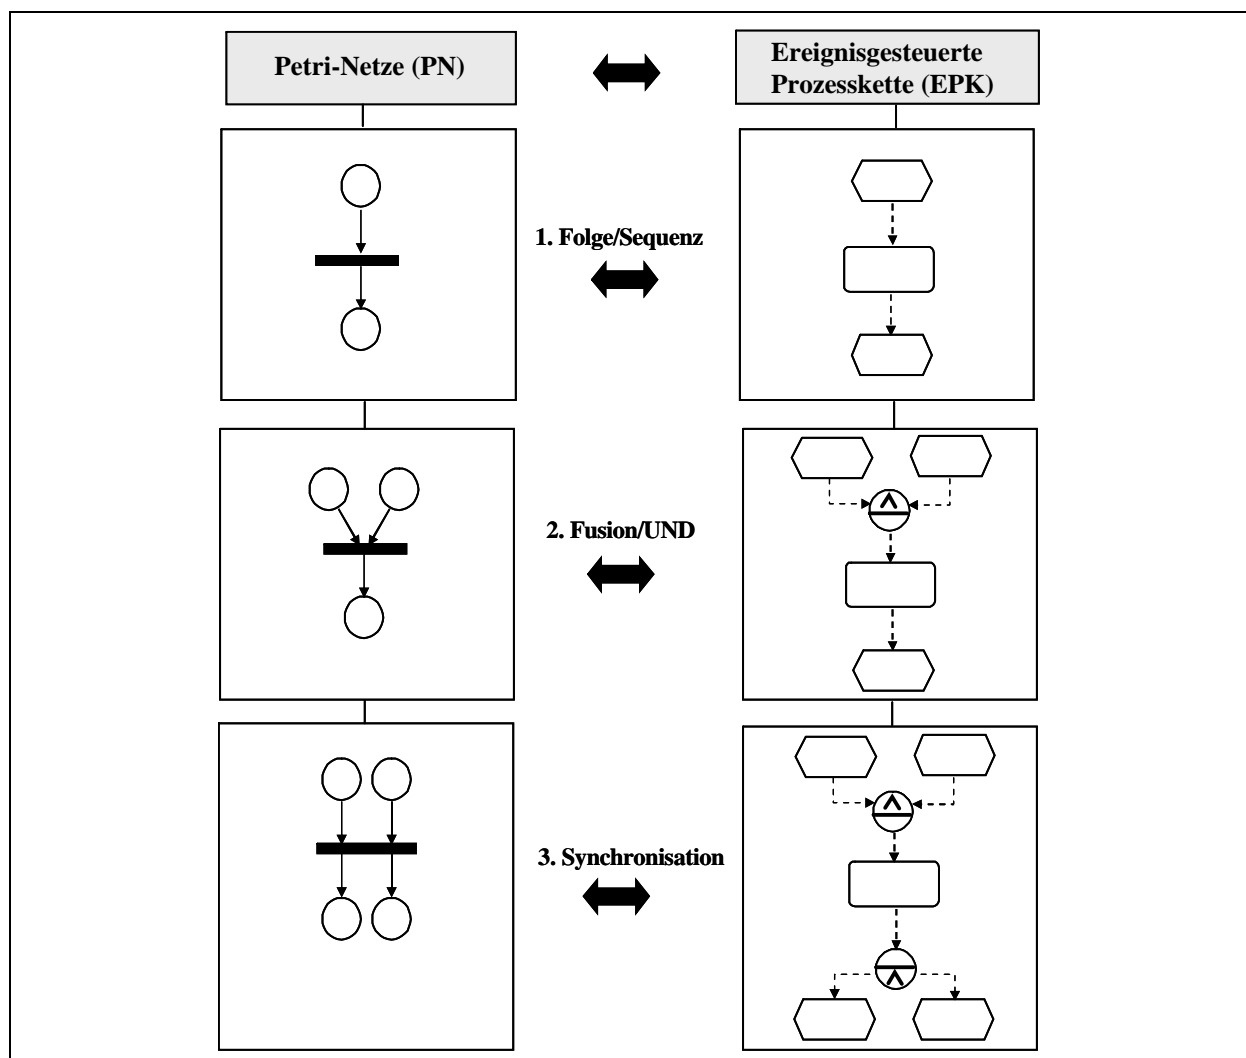 Petri-Netze (PN)
Ereignisgesteuerte
Prozesskette (EPK)
1. Folge/Sequenz
2. Fusion/UND
3. Synchronisation